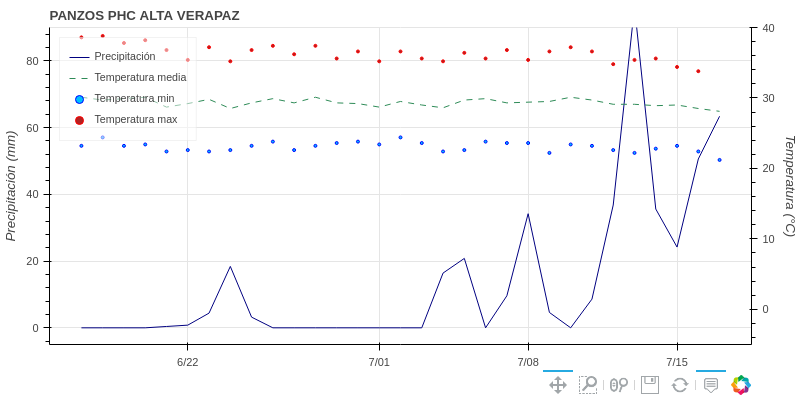 PANZOS PHC ALTA VERAPAZ
Precipitación
Temperatura media
Temperatura min
Temperatura max
Precipitación (mm)
80
60
40
20
0
Temperatura (°C)
40
30
20
10
0
6/22
7/01
7/08
7/15